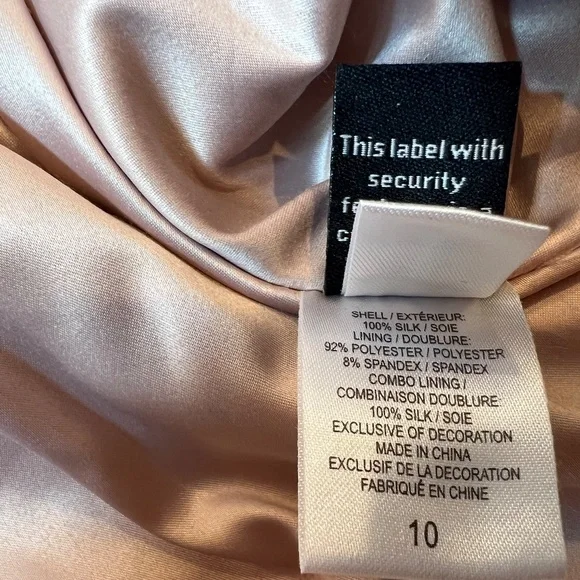 This label with
security
SHELL / EXTÉRIEUR:
100% SILK / SOIE
LINING / DOUBLURE:
92% POLYESTER / POLYESTER
8% SPANDEX / SPANDEX
COMBO LINING /
COMBINAISON DOUBLURE:
100% SILK / SOIE
EXCLUSIVE OF DECORATION
MADE IN CHINA
EXCLUSIF DE LA DECORATION
FABRIQUÉ EN CHINE
10